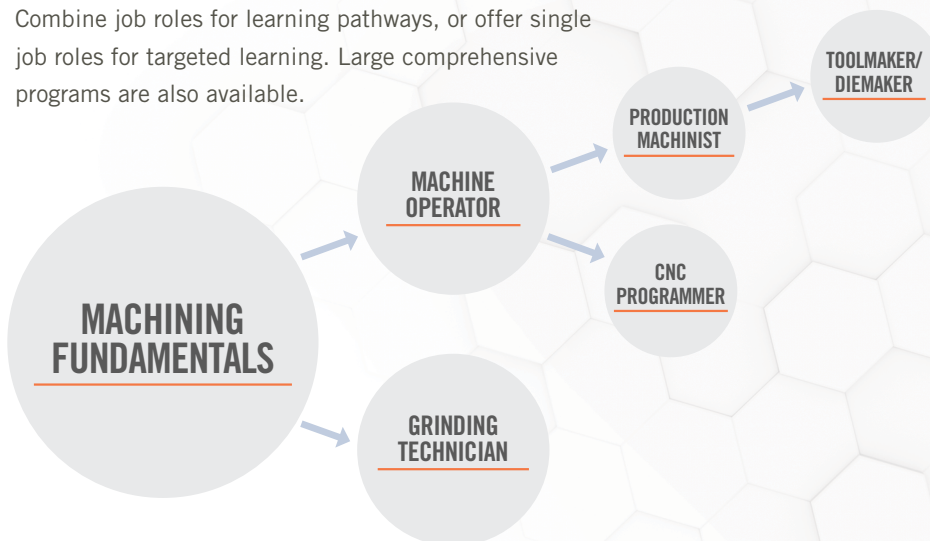 Combine job roles for learning pathways, or offer single
job roles for targeted learning. Large comprehensive
programs are also available.
TOOLMAKER/
DIEMAKER
PRODUCTION
MACHINIST
MACHINE
OPERATOR
CNC
PROGRAMMER
MACHINING
FUNDAMENTALS
GRINDING
TECHNICIAN